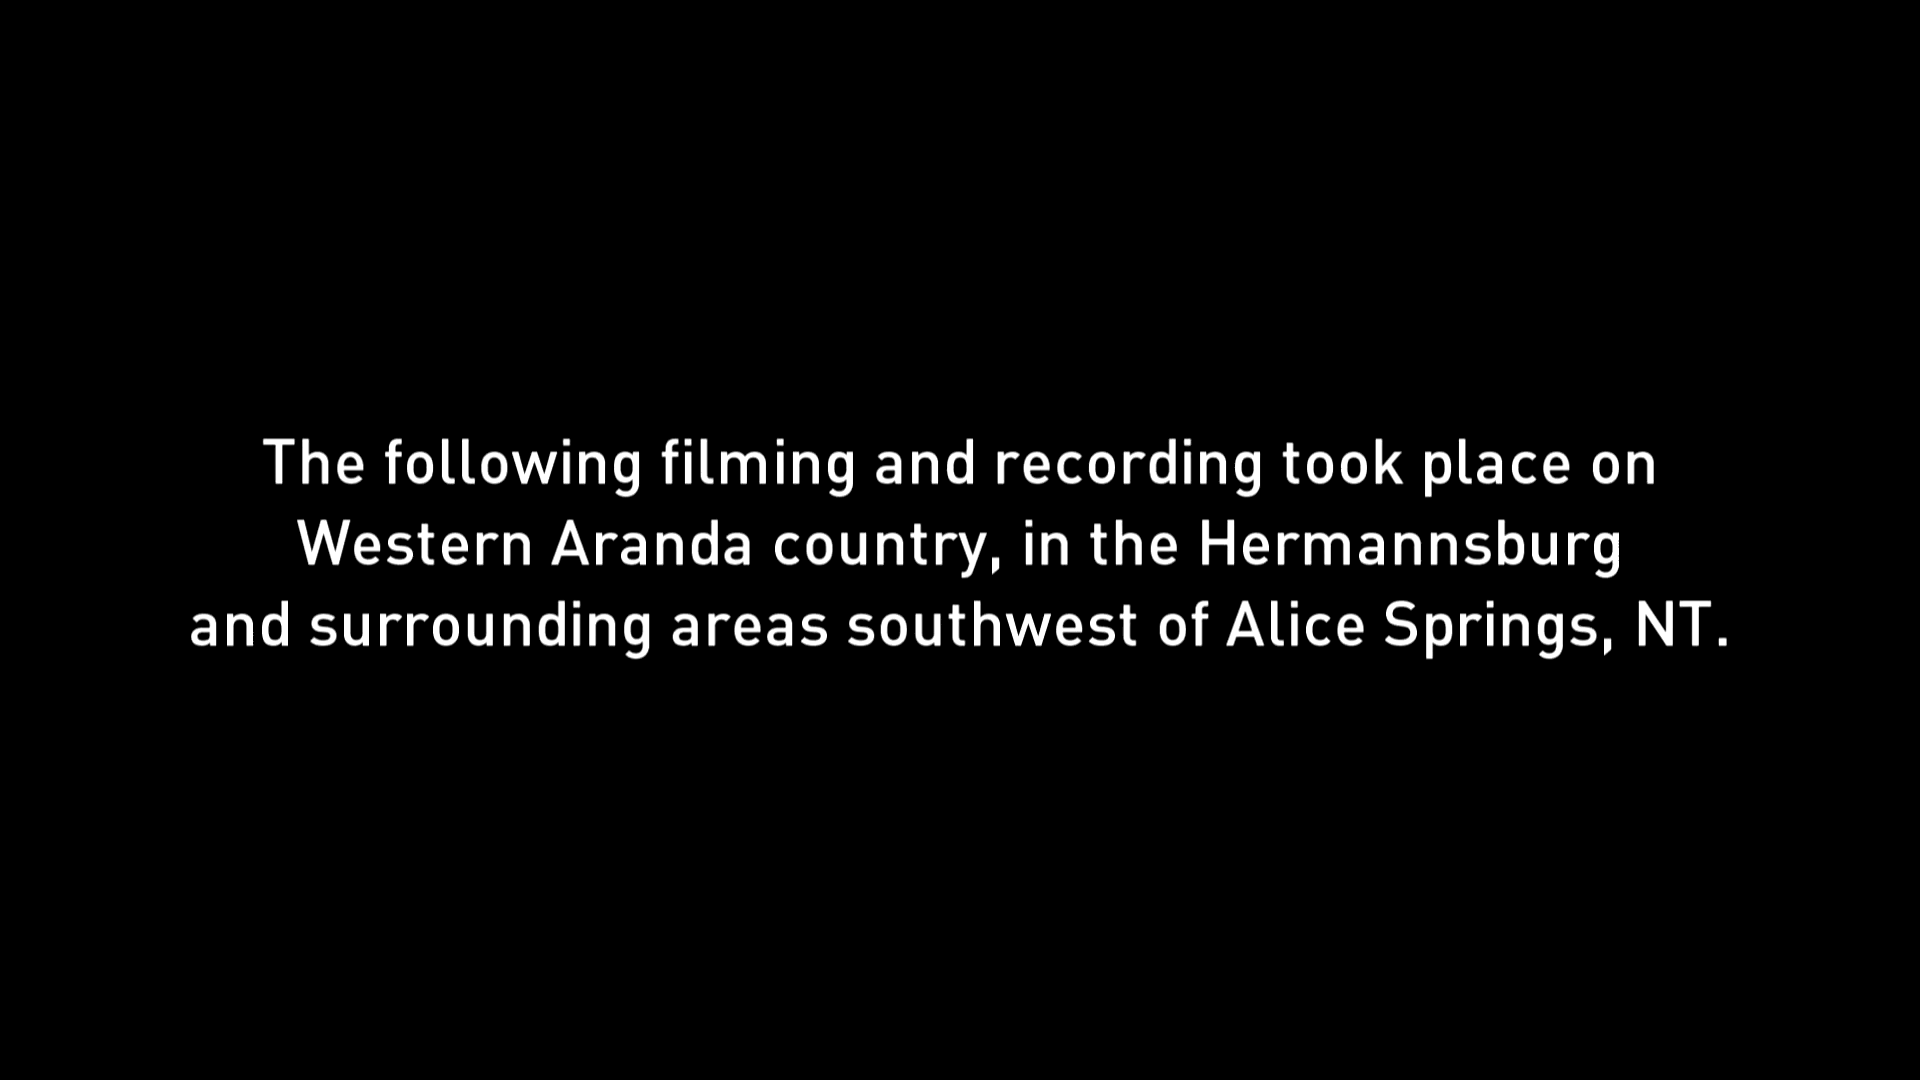 The following filming and recording took place on
Western Aranda country, in the Hermannsburg
and surrounding areas southwest of Alice Springs, NT.